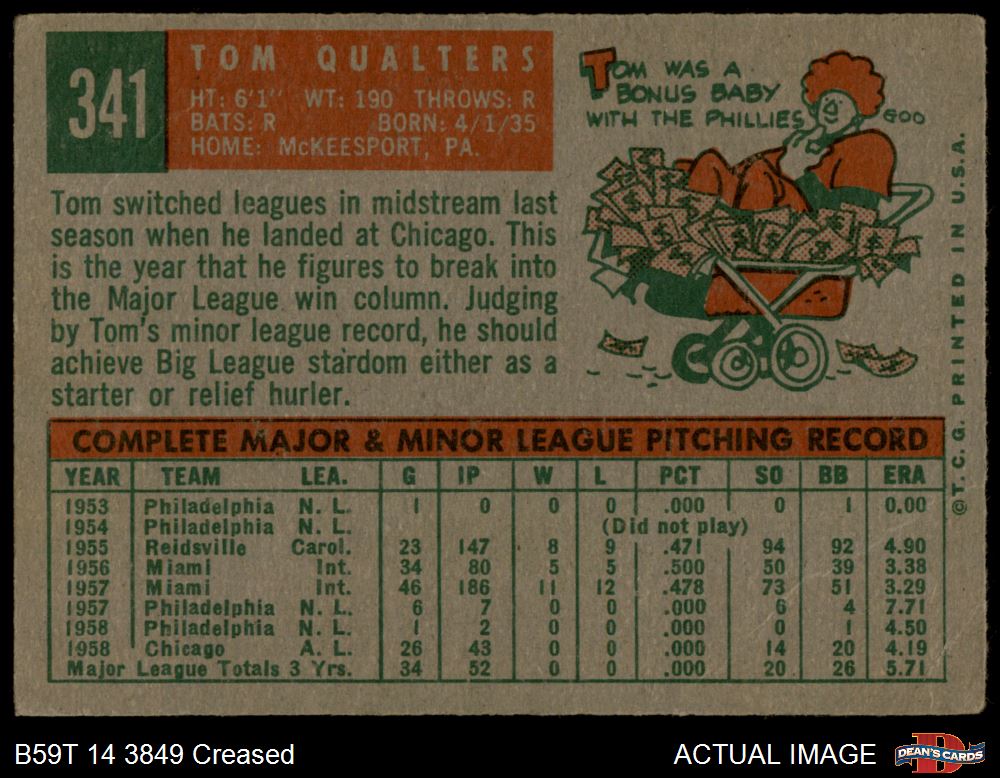 341
TOM QUALTERS
HT: 6'1" WT: 190 THROWS: R
BATS: R BORN: 4/1/35
HOME: McKEESPORT, PA.
TOM WAS A
BONUS BABY
WITH THE PHILLIES
GOO
Tom switched leagues in midstream last
season when he landed at Chicago. This
is the year that he figures to break into
the Major League win column. Judging
by Tom's minor league record, he should
achieve Big League stardom either as a
starter or relief hurler.
COMPLETE MAJOR & MINOR LEAGUE PITCHING RECORD
YEAR TEAM LEA. G IP W L PCT SO BB ERA
1953 Philadelphia N. L. 1 0 0 0 .000 0 1 0.00
1954 Philadelphia N. L. (Did not play)
1955 Reidsville Carol. 23 147 8 9 .471 94 92 4.90
1956 Miami Int. 34 80 5 5 .500 50 39 3.38
1957 Miami Int. 46 186 11 12 .478 73 51 3.29
1957 Philadelphia N. L. 6 7 0 0 .000 6 4 7.71
1958 Philadelphia N. L. 1 2 0 0 .000 0 1 4.50
1958 Chicago A. L. 26 43 0 0 .000 14 20 4.19
Major League Totals 3 Yrs. 34 52 0 0 .000 20 26 5.71
©T. C. G. PRINTED IN U.S.A.
B59T 14 3849 Creased
ACTUAL IMAGE
DEAN'S CARDS